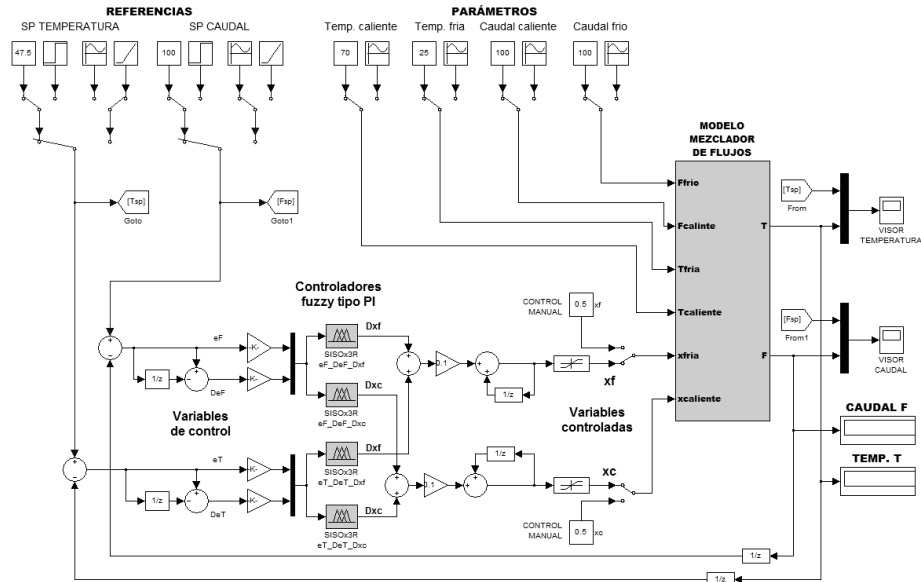 REFERENCIAS
PARÁMETROS
SP TEMPERATURA
SP CAUDAL
Temp. caliente
Temp. fria
Caudal caliente
Caudal frio
47.5
100
70
25
100
100
MODELO
MEZCLADOR
DE FLUJOS
Ffrio
Fcalinte
Tfria
Tcaliente
xfria
xcaliente
T
F
[Tsp]
From
VISOR
TEMPERATURA
[Tsp]
Goto
[Fsp]
Goto1
[Fsp]
From1
VISOR
CAUDAL
Controladores
fuzzy tipo PI
CONTROL
MANUAL
0.5
xf
eF
-K-
1/z
DeF
-K-
Dxf
SISOx3R
eF_DeF_Dxf
Dxc
SISOx3R
eF_DeF_Dxc
0.1
1/z
xf
Variables
de control
Variables
controladas
CAUDAL F
TEMP. T
eT
-K-
1/z
DeT
-K-
Dxf
SISOx3R
eT_DeT_Dxf
Dxc
SISOx3R
eT_DeT_Dxc
0.1
1/z
xc
CONTROL
MANUAL
0.5
xc
1/z
1/z